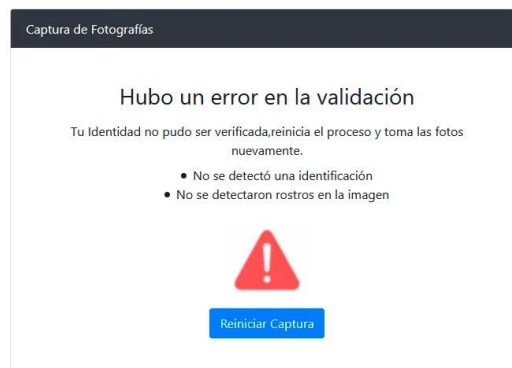 Captura de Fotografías
Hubo un error en la validación
Tu Identidad no pudo ser verificada,reinicia el proceso y toma las fotos
nuevamente.
• No se detectó una identificación
• No se detectaron rostros en la imagen
Reiniciar Captura